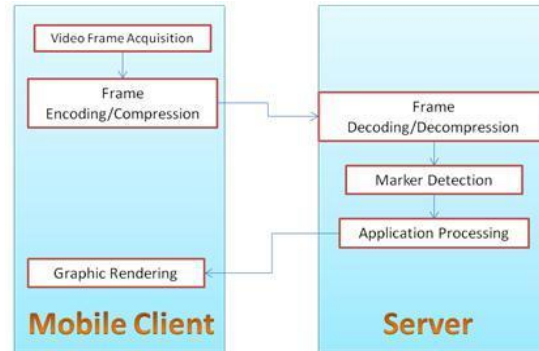 Video Frame Acquisition
Frame
Encoding/Compression
Frame
Decoding/Decompression
Marker Detection
Application Processing
Graphic Rendering
Mobile Client
Server